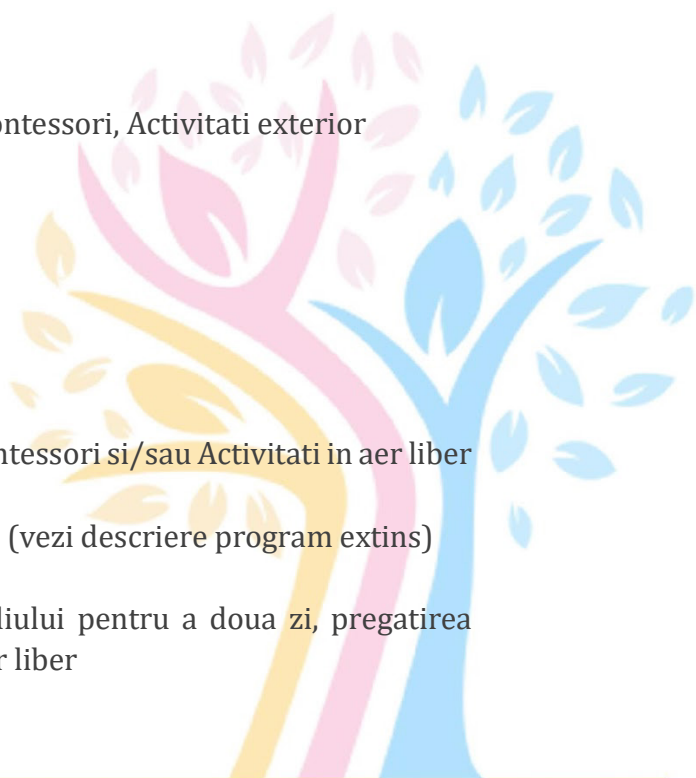 ontessori, Activitati exterior
ntessori si/sau Activitati in aer liber
(vezi descriere program extins)
liului pentru a doua zi, pregatirea
r liber